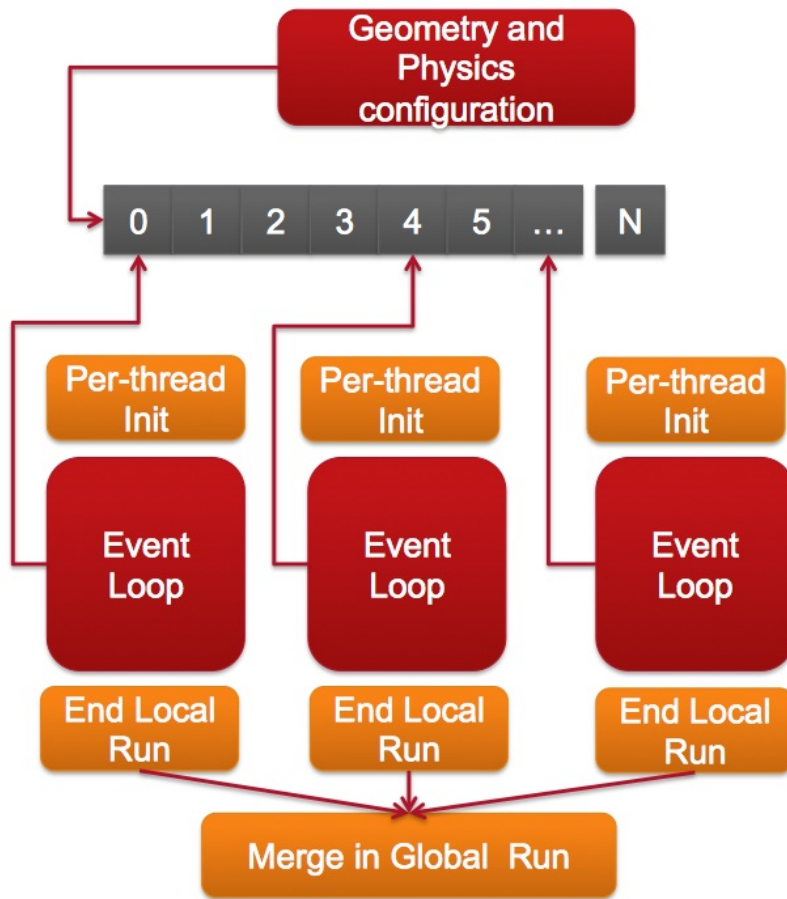 Geometry and
Physics
configuration
0 1 2 3 4 5 ... N
Per-thread
Init
Per-thread
Init
Per-thread
Init
Event
Loop
Event
Loop
Event
Loop
End Local
Run
End Local
Run
End Local
Run
Merge in Global Run